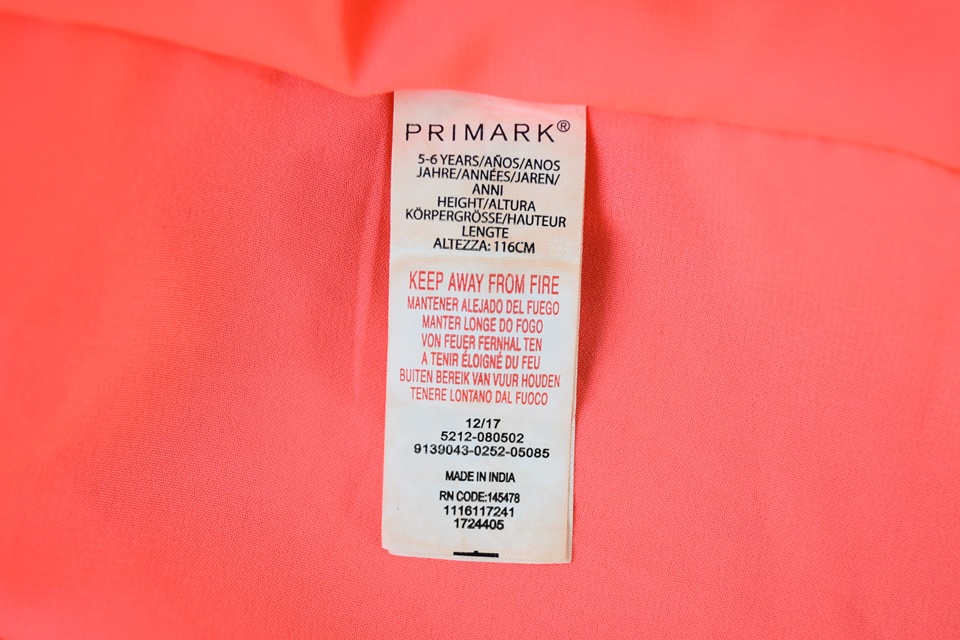 PRIMARK®
5-6 YEARS/AÑOS/ANOS
JAHRE/ANNÉES/JAREN/
ANNI
HEIGHT/ALTURA
KÖRPERGRÖSSE/HAUTEUR
LENGTE
ALTEZZA: 116CM
KEEP AWAY FROM FIRE
MANTENER ALEJADO DEL FUEGO
MANTER LONGE DO FOGO
VON FEUER FERNHAL TEN
A TENIR ÉLOIGNÉ DU FEU
BUITEN BEREIK VAN VUUR HOUDEN
TENERE LONTANO DAL FUOCO
12/17
5212-080502
9139043-0252-05085
MADE IN INDIA
RN CODE:145478
1116117241
1724405